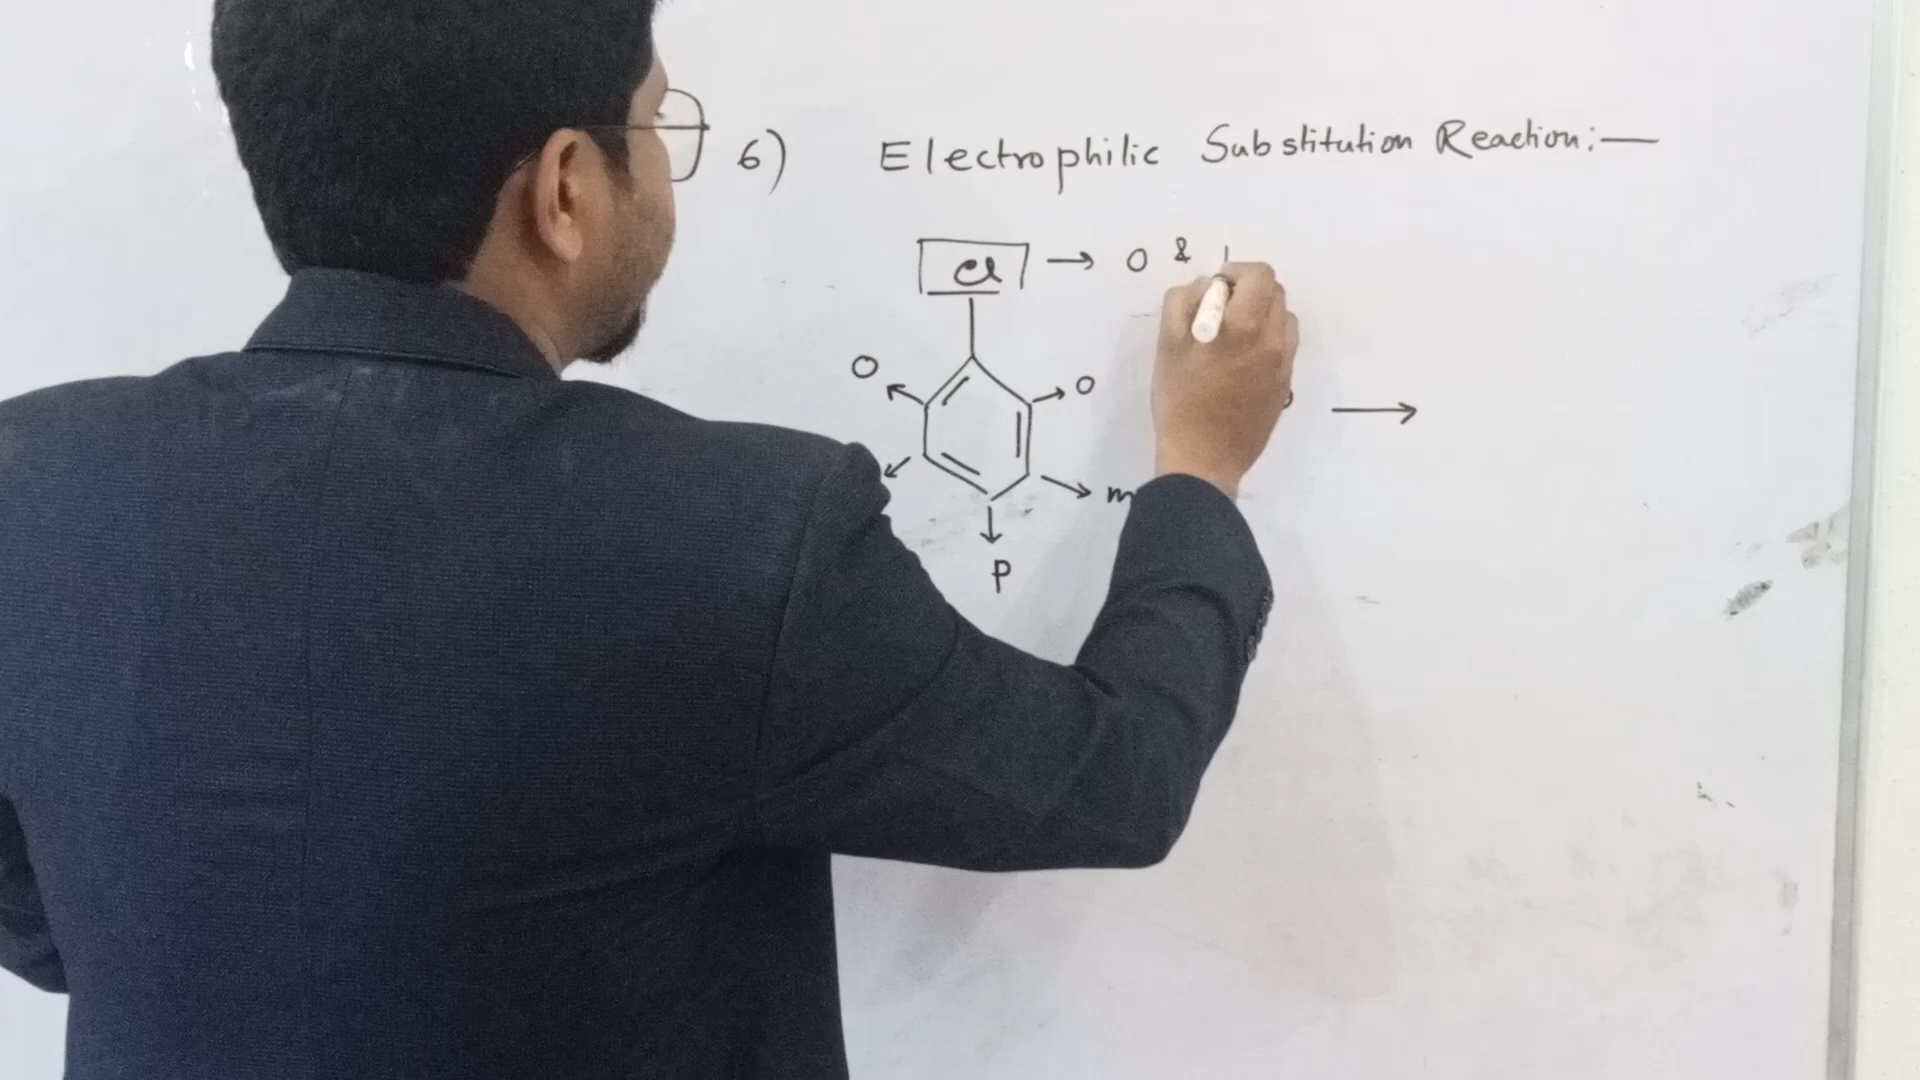 6) Electrophilic Substitution Reaction:—
Cl → O &
O
O
m
P